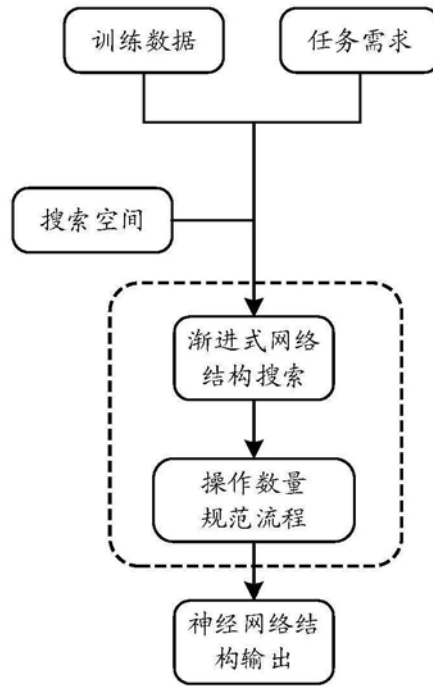 训练数据
任务需求
搜索空间
渐进式网络
结构搜索
操作数量
规范流程
神经网络结
构输出